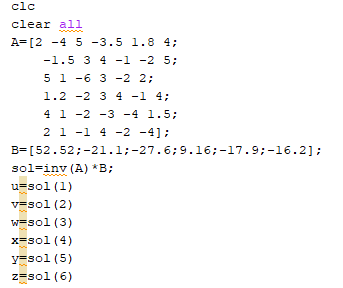 clc
clear all
A=[2 -4 5 -3.5 1.8 4;
-1.5 3 4 -1 -2 5;
5 1 -6 3 -2 2;
1.2 -2 3 4 -1 4;
4 1 -2 -3 -4 1.5;
2 1 -1 4 -2 -4];
B=[52.52;-21.1;-27.6;9.16;-17.9;-16.2];
sol=inv(A)*B;
u=sol(1)
v=sol(2)
w=sol(3)
x=sol(4)
y=sol(5)
z=sol(6)